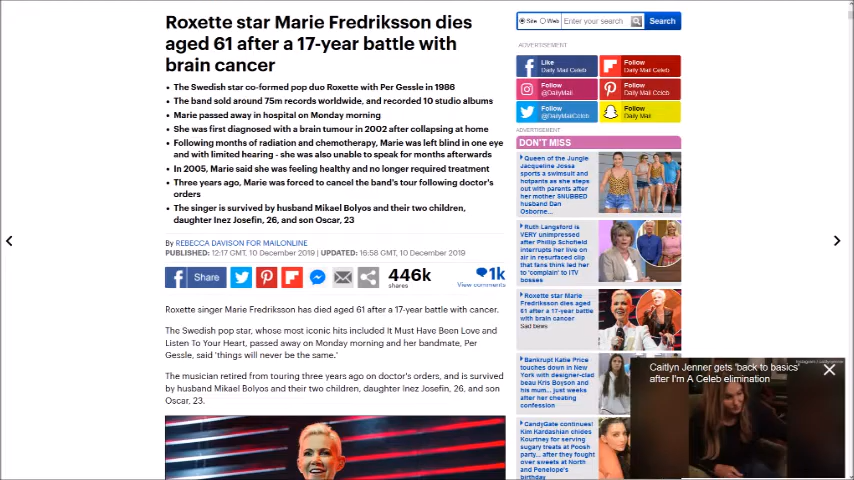 Roxette star Marie Fredriksson dies
aged 61 after a 17-year battle with
brain cancer
• The Swedish star co-formed pop duo Roxette with Per Gessle in 1986
• The band sold around 75m records worldwide, and recorded 10 studio albums
• Marie passed away in hospital on Monday morning
• She was first diagnosed with a brain tumour in 2002 after collapsing at home
• Following months of radiation and chemotherapy, Marie was left blind in one eye
and with limited hearing - she was also unable to speak for months afterwards
• In 2005, Marie said she was feeling healthy and no longer required treatment
• Three years ago, Marie was forced to cancel the band's tour following doctor's
orders
• The singer is survived by husband Mikael Bolyos and their two children,
daughter Inez Josefin, 26, and son Oscar, 23
By REBECCA DAVISON FOR MAILONLINE
PUBLISHED: 12:17 GMT, 10 December 2019 | UPDATED: 16:58 GMT, 10 December 2019
Share
446k
shares
1k
View comments
Roxette singer Marie Fredriksson has died aged 61 after a 17-year battle with cancer.
The Swedish pop star, whose most iconic hits included It Must Have Been Love and
Listen To Your Heart, passed away on Monday morning and her bandmate, Per
Gessle, said 'things will never be the same.'
The musician retired from touring three years ago on doctor's orders, and is survived
by husband Mikael Bolyos and their two children, daughter Inez Josefin, 26, and son
Oscar, 23.
Site Web Enter your search Search
ADVERTISEMENT
Like
Daily Mail Celeb
Follow
Daily Mail Celeb
Follow
@DailyMail
Follow
Daily Mail Celeb
Follow
@DailyMailCeleb
Follow
Daily Mail
ADVERTISEMENT
DON'T MISS
Queen of the Jungle
Jacqueline Jossa
sports a swimsuit and
hotpants as she steps
out with parents after
her mother SNUBBED
husband Dan
Osborne...
Ruth Langsford is
VERY unimpressed
after Phillip Schofield
interrupts her live on
air in resurfaced clip
that fans think led her
to 'complain' to ITV
bosses
Roxette star Marie
Fredriksson dies aged
61 after a 17-year battle
with brain cancer
Sad news
Bankrupt Katie Price
touches down in New
York with designer-clad
beau Kris Boyson and
his mum... just weeks
after her cheating
confession
CandyGate continues!
Kim Kardashian chides
Kourtney for serving
sugary treats at Poosh
party... after they fought
over sweets at North
and Penelope's
birthday
Caitlyn Jenner gets 'back to basics'
after I'm A Celeb elimination